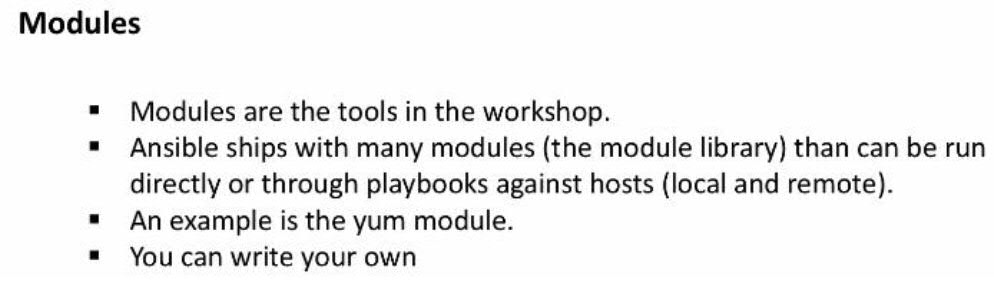 Modules
▪ Modules are the tools in the workshop.
▪ Ansible ships with many modules (the module library) than can be run
directly or through playbooks against hosts (local and remote).
▪ An example is the yum module.
▪ You can write your own